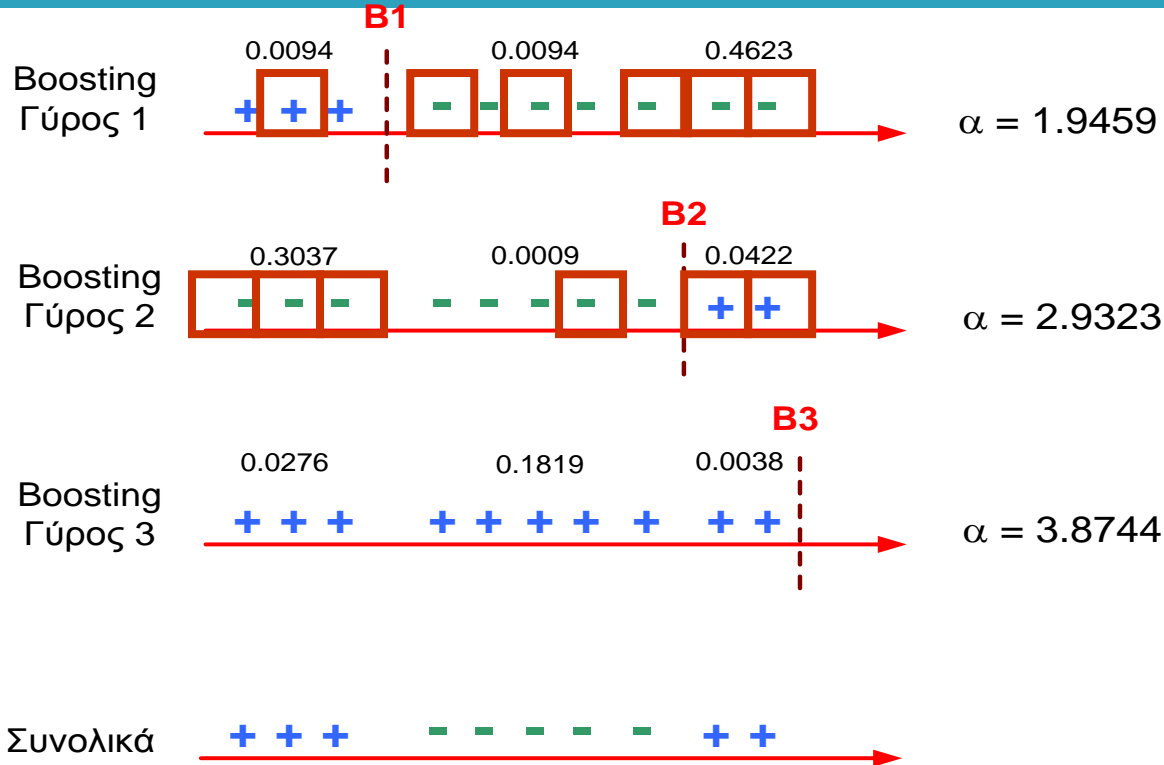 B1
0.0094 0.0094 0.4623
Boosting
Γύρος 1
+ + + - - - - - - -
α = 1.9459
B2
0.3037 0.0009 0.0422
Boosting
Γύρος 2
- - - - - - - - + +
α = 2.9323
B3
0.0276 0.1819 0.0038
Boosting
Γύρος 3
+ + + + + + + + + +
α = 3.8744
Συνολικά
+ + + - - - - - + +